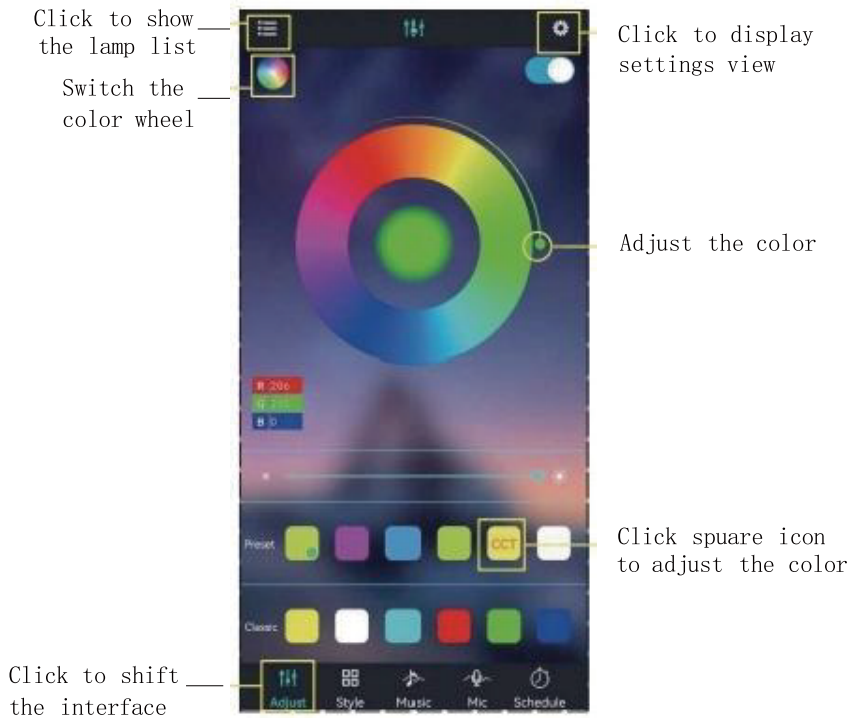 Click to show
the lamp list
Click to display
settings view
Switch the
color wheel
Adjust the color
R 206
G
B 0
Preset
CCT
Click spuare icon
to adjust the color
Classic
Click to shift
the interface
Adjust
Style
Music
Mic
Schedule